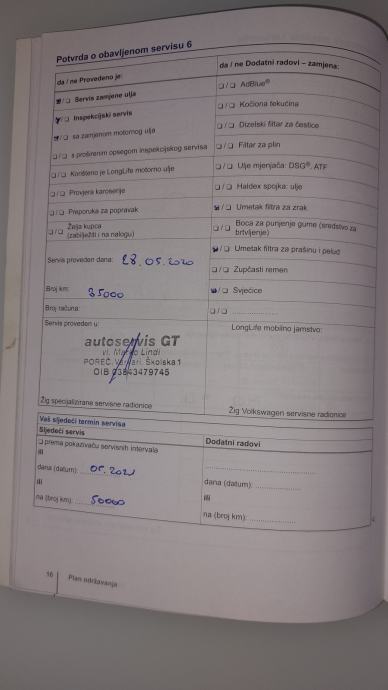 Potvrda o obavljenom servisu 6
da / ne Provedeno je:
da / ne Dodatni radovi – zamjena:
☑/☐ Servis zamjene ulja
☑/☐ Inspekcijski servis
☑/☐ sa zamjenom motornog ulja
☐/☐ s proširenim opsegom inspekcijskog servisa
☐/☐ Korišteno je LongLife motorno ulje
☐/☐ Provjera karoserije
☐/☐ Preporuka za popravak
☐/☐ Želja kupca
(zabilježiti na nalogu)
Servis proveden dana: 28.05.2020
Broj km: 35000
Broj računa:
☐/☐ AdBlue®
☐/☐ Kočiona tekućina
☐/☐ Dizelski filtar za čestice
☐/☐ Filtar za plin
☐/☐ Ulje mjenjača: DSG®, ATF
☐/☐ Haldex spojka: ulje
☑/☐ Umetak filtra za zrak
☐/☐ Boca za punjenje gume (sredstvo za
brtvljenje)
☑/☐ Umetak filtra za prašinu i pelud
☐/☐ Zupčasti remen
☑/☐ Svjećice
☐/☐
Servis proveden u:
autoservis GT
vl. Lindi
POREČ, Školska 1
OIB 03843479745
Žig specijalizirane servisne radionice
LongLife mobilno jamstvo:
Žig Volkswagen servisne radionice
Vaš sljedeći termin servisa
Sljedeći servis
☐ prema pokazivaču servisnih intervala
ili
dana (datum): 05.2021
ili
na (broj km): 50000
Dodatni radovi
dana (datum):
ili
na (broj km):
16 Plan održavanja